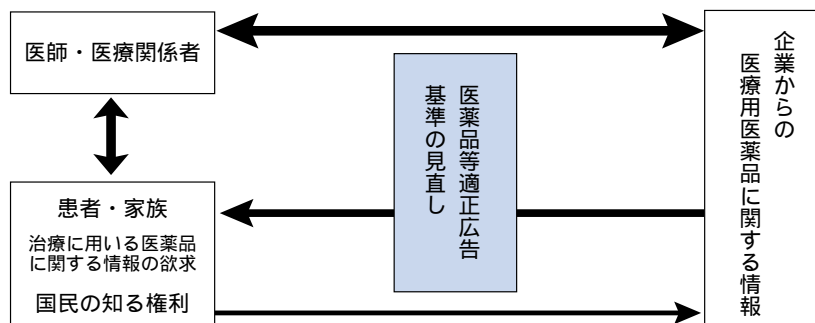 医師・医療関係者
患者・家族
治療に用いる医薬品
に関する情報の欲求
国民の知る権利
医薬品等適正広告
基準の見直し
企業からの
医療用医薬品に関する情報